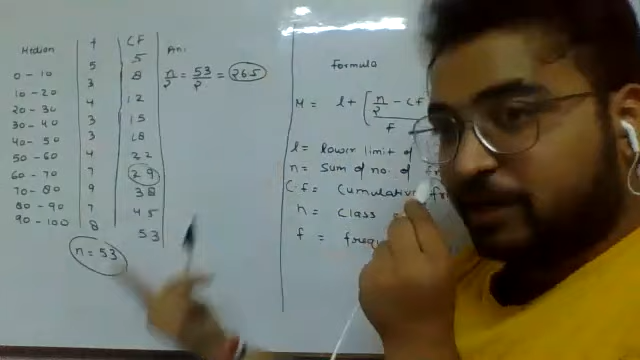 Median f CF Ans:
0 - 10 5 5
10 - 20 3 8
20 - 30 4 12
30 - 40 3 15
40 - 50 3 18
50 - 60 4 22
60 - 70 7 29
70 - 80 9 38
80 - 90 7 45
90 - 100 8 53
n = 53
n/2 = 53/2 = 26.5
Formula
M = l + [n/2 - cf
f
l = lower limit of
n = Sum of no. of
C.f = Cumulative fr
h = Class
f = freq